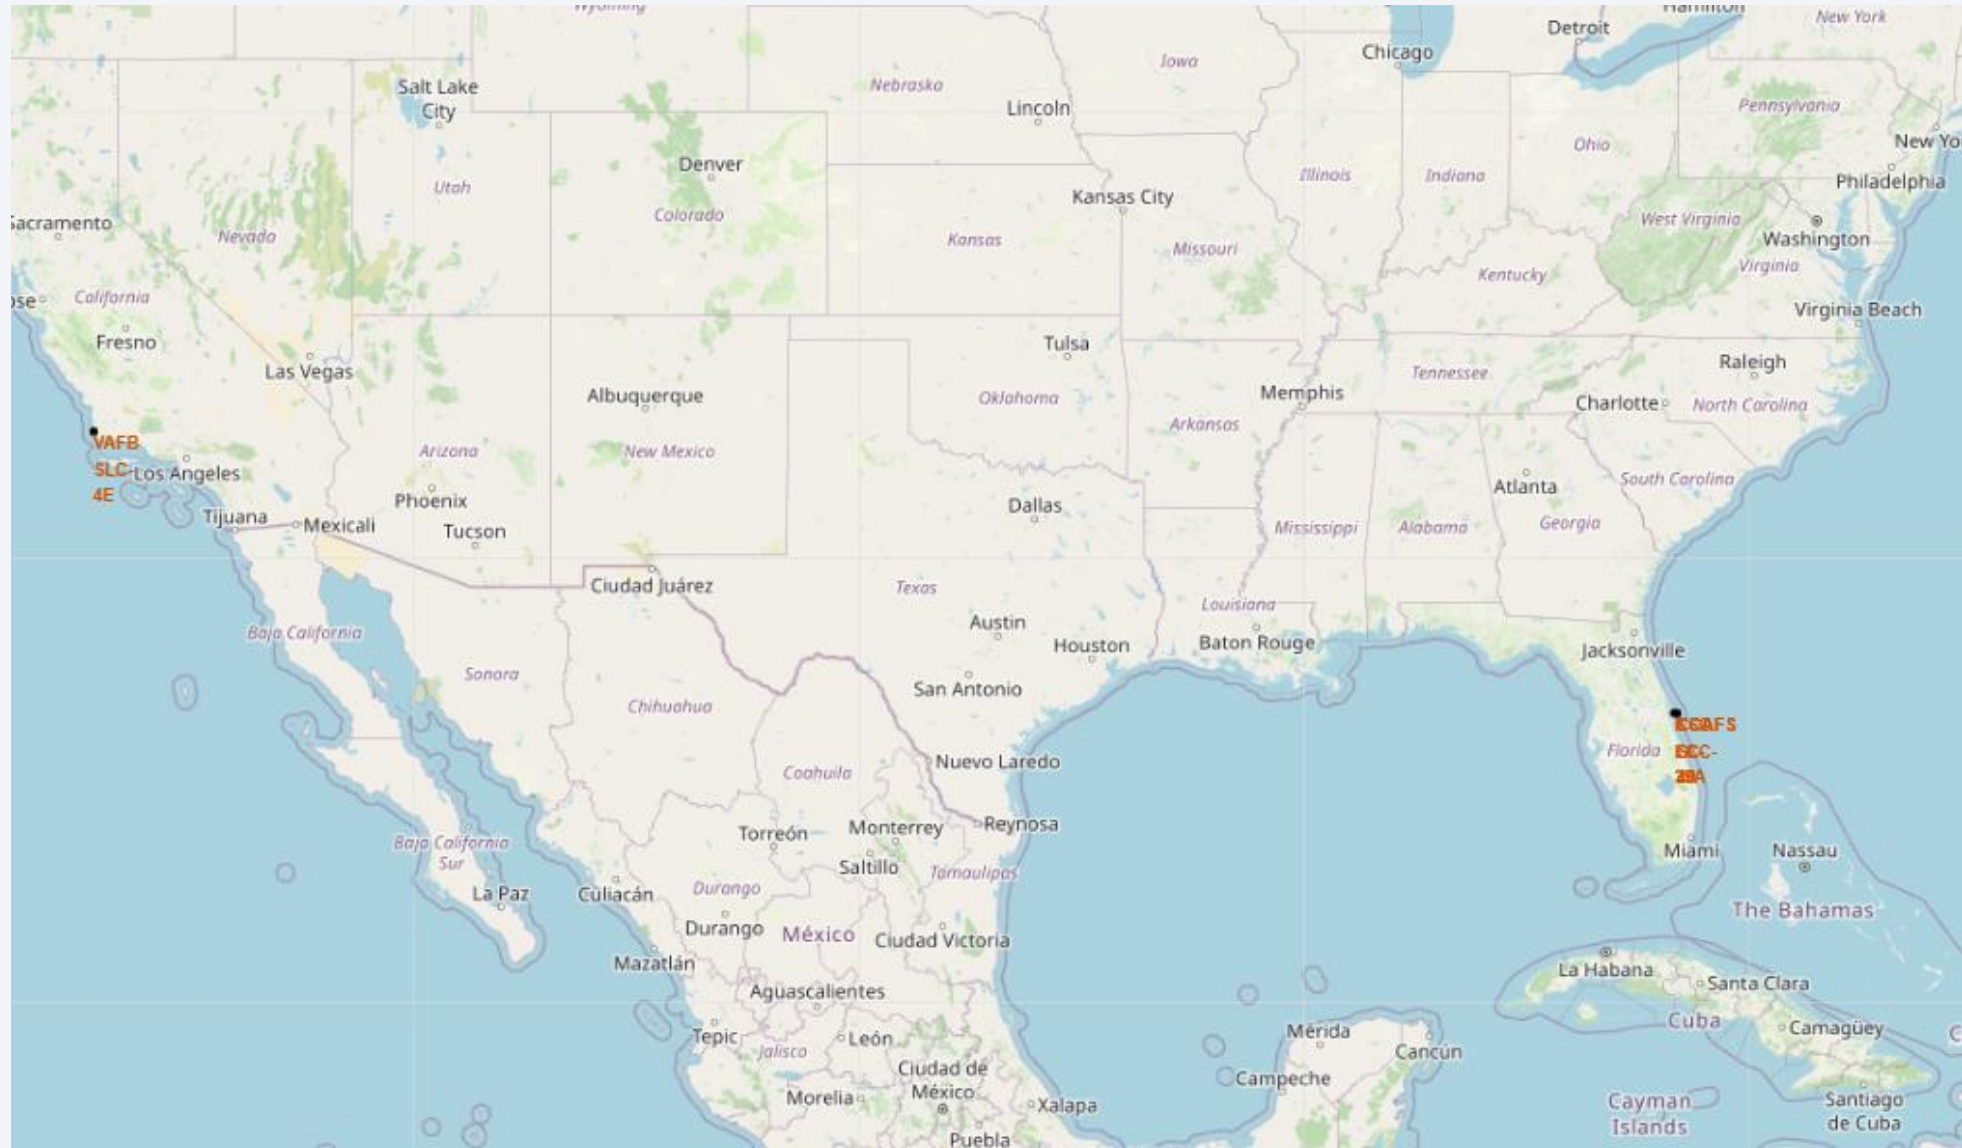 Wyoming
Hamilton
New York
Detroit
Chicago
Iowa
Salt Lake
City
Nebraska
Lincoln
Pennsylvania
New Yo
Ohio
Denver
Utah
Illinois
Indiana
Philadelphia
Kansas City
Colorado
Sacramento
Nevada
Kansas
Missouri
West Virginia
Washington
Virginia
Kentucky
ose
California
Virginia Beach
Fresno
Tulsa
Las Vegas
Raleigh
Tennessee
Memphis
Albuquerque
Oklahoma
Charlotte
North Carolina
Arkansas
VAFB
SLC-
4E
Los Angeles
Arizona
New Mexico
Phoenix
Atlanta
South Carolina
Dallas
Tijuana
Mexicali
Tucson
Mississippi
Alabama
Georgia
Ciudad Juárez
Texas
Louisiana
Austin
Baja California
Houston
Baton Rouge
Jacksonville
Sonora
San Antonio
Chihuahua
Florida
Nuevo Laredo
Coahuila
Torreón
Monterrey
Reynosa
Baja California
Sur
Saltillo
Tamaulipas
Miami
Nassau
La Paz
Culiacán
Durango
The Bahamas
Durango
México
Ciudad Victoria
Mazatlán
La Habana
Santa Clara
Aguascalientes
Cuba
Camagüey
Tepic
León
Jalisco
Mérida
Cancún
Ciudad de
México
Campeche
Morelia
Xalapa
Cayman
Islands
Santiago
de Cuba
Puebla